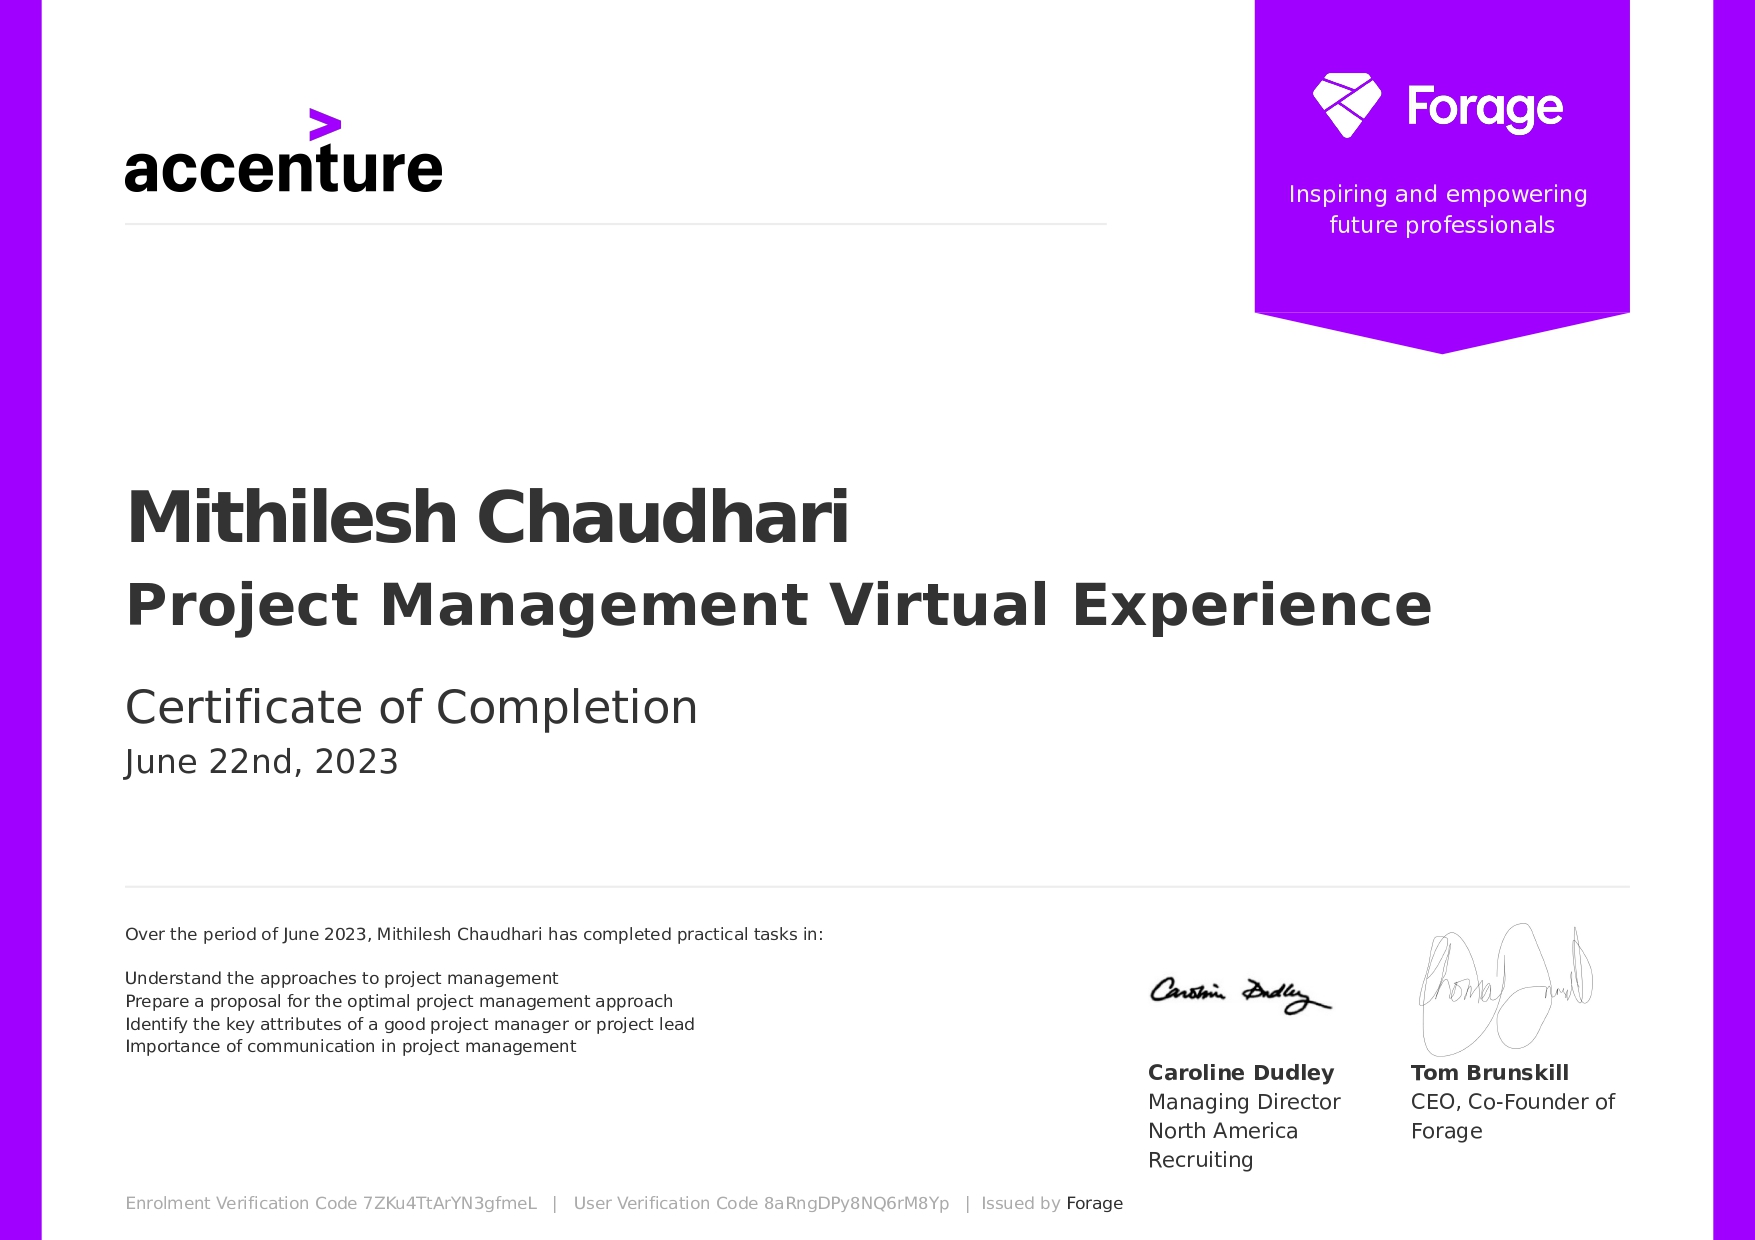 accenture
Forage
Inspiring and empowering
future professionals
Mithilesh Chaudhari
Project Management Virtual Experience
Certificate of Completion
June 22nd, 2023
Over the period of June 2023, Mithilesh Chaudhari has completed practical tasks in:
Understand the approaches to project management
Prepare a proposal for the optimal project management approach
Identify the key attributes of a good project manager or project lead
Importance of communication in project management
Caroline Dudley
Caroline Dudley
Managing Director
North America
Recruiting
Tom Brunskill
CEO, Co-Founder of
Forage
Enrolment Verification Code 7ZKu4TtArYN3gfmeL | User Verification Code 8aRngDPy8NQ6rM8Yp | Issued by Forage